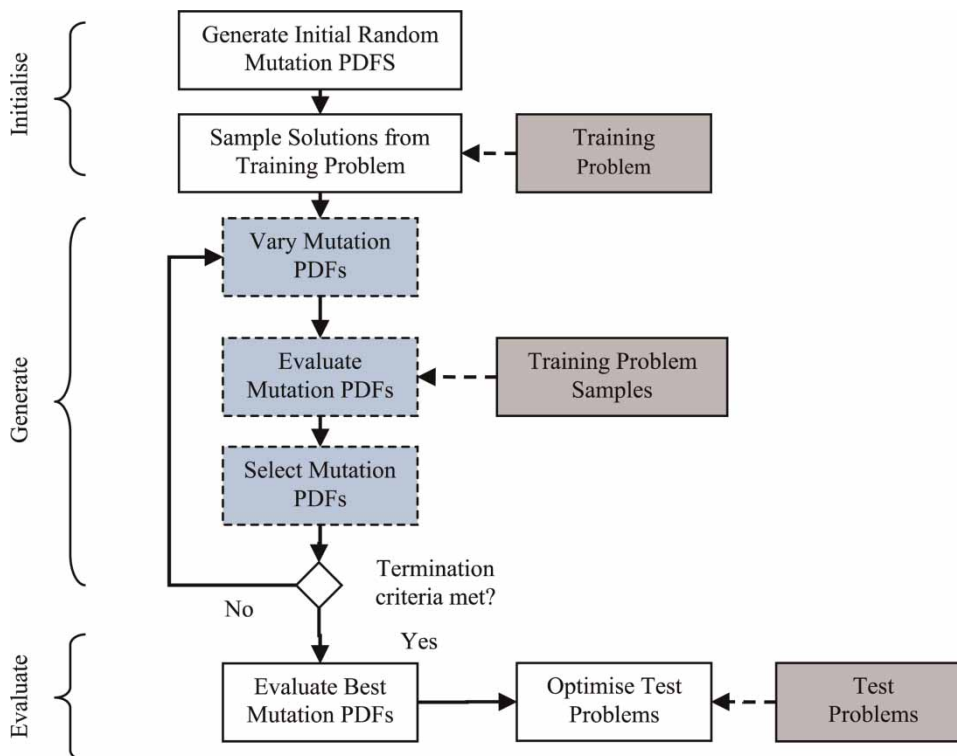 Initialise
Generate Initial Random
Mutation PDFS
Sample Solutions from
Training Problem
Training
Problem
Generate
Vary Mutation
PDFs
Evaluate
Mutation PDFs
Training Problem
Samples
Select Mutation
PDFs
Termination
criteria met?
No
Yes
Evaluate
Evaluate Best
Mutation PDFs
Optimise Test
Problems
Test
Problems